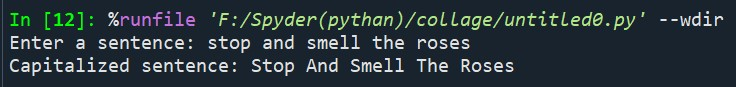 In [12]: %runfile 'F:/Spyder(pythan)/collage/untitled0.py' --wdir
Enter a sentence: stop and smell the roses
Capitalized sentence: Stop And Smell The Roses